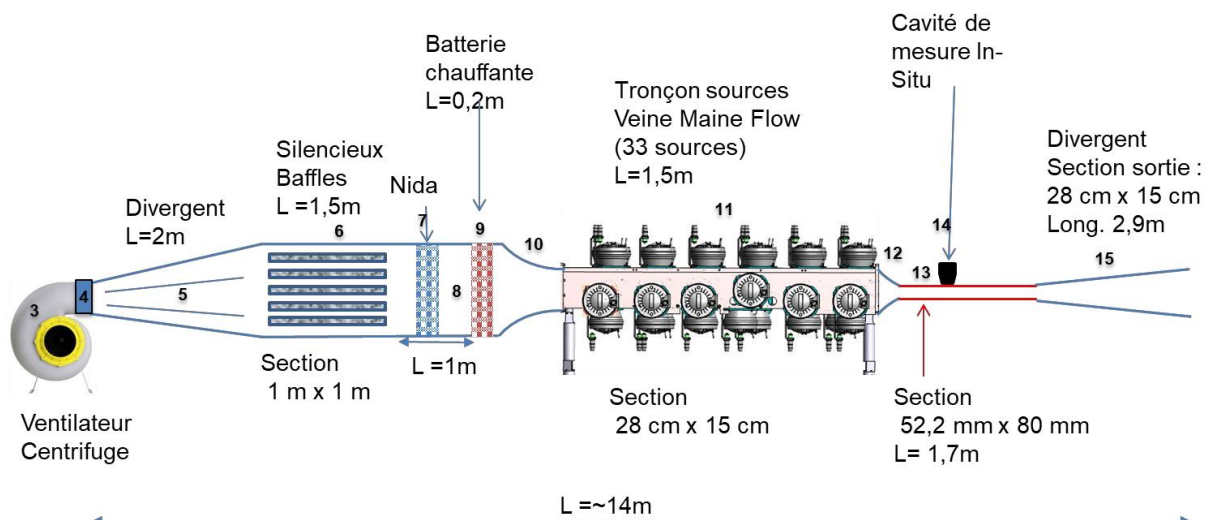 Cavité de
mesure In-
Situ
Batterie
chauffante
L=0,2m
Tronçon sources
Veine Maine Flow
(33 sources)
L=1,5m
Divergent
Section sortie :
28 cm x 15 cm
Long. 2,9m
Silencieux
Baffles
L =1,5m
Nida
Divergent
L=2m
3
4
5
6
7
8
9
10
11
12
13
14
15
L =1m
Section
1 m x 1 m
Section
28 cm x 15 cm
Section
52,2 mm x 80 mm
L= 1,7m
Ventilateur
Centrifuge
L =~14m